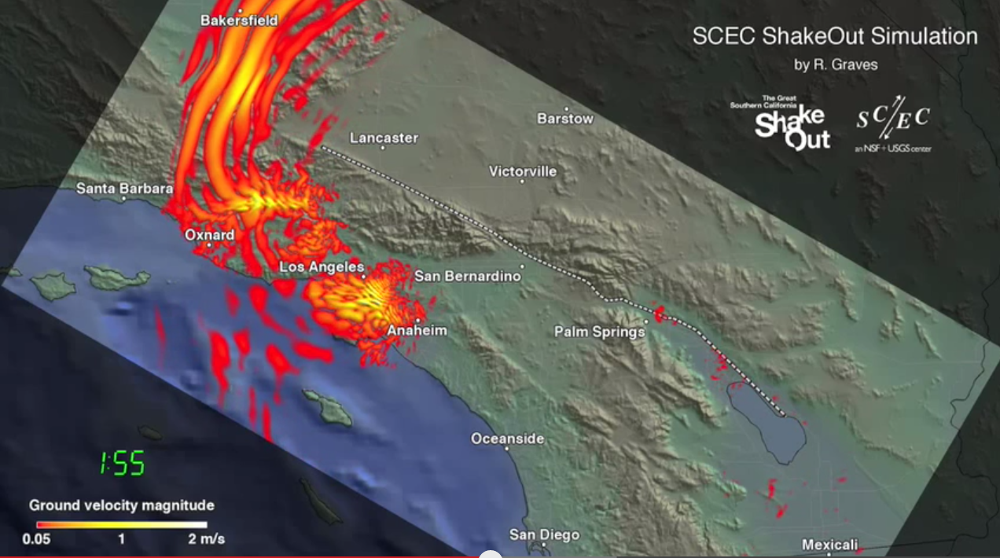 Bakersfield
SCEC ShakeOut Simulation
by R. Graves
The Great
Southern California
Shake
Out
S C E C
an NSF+USGS center
Barstow
Lancaster
Victorville
Santa Barbara
Oxnard
Los Angeles
San Bernardino
Anaheim
Palm Springs
Oceanside
1:55
Ground velocity magnitude
0.05 1 2 m/s
San Diego
Mexicali